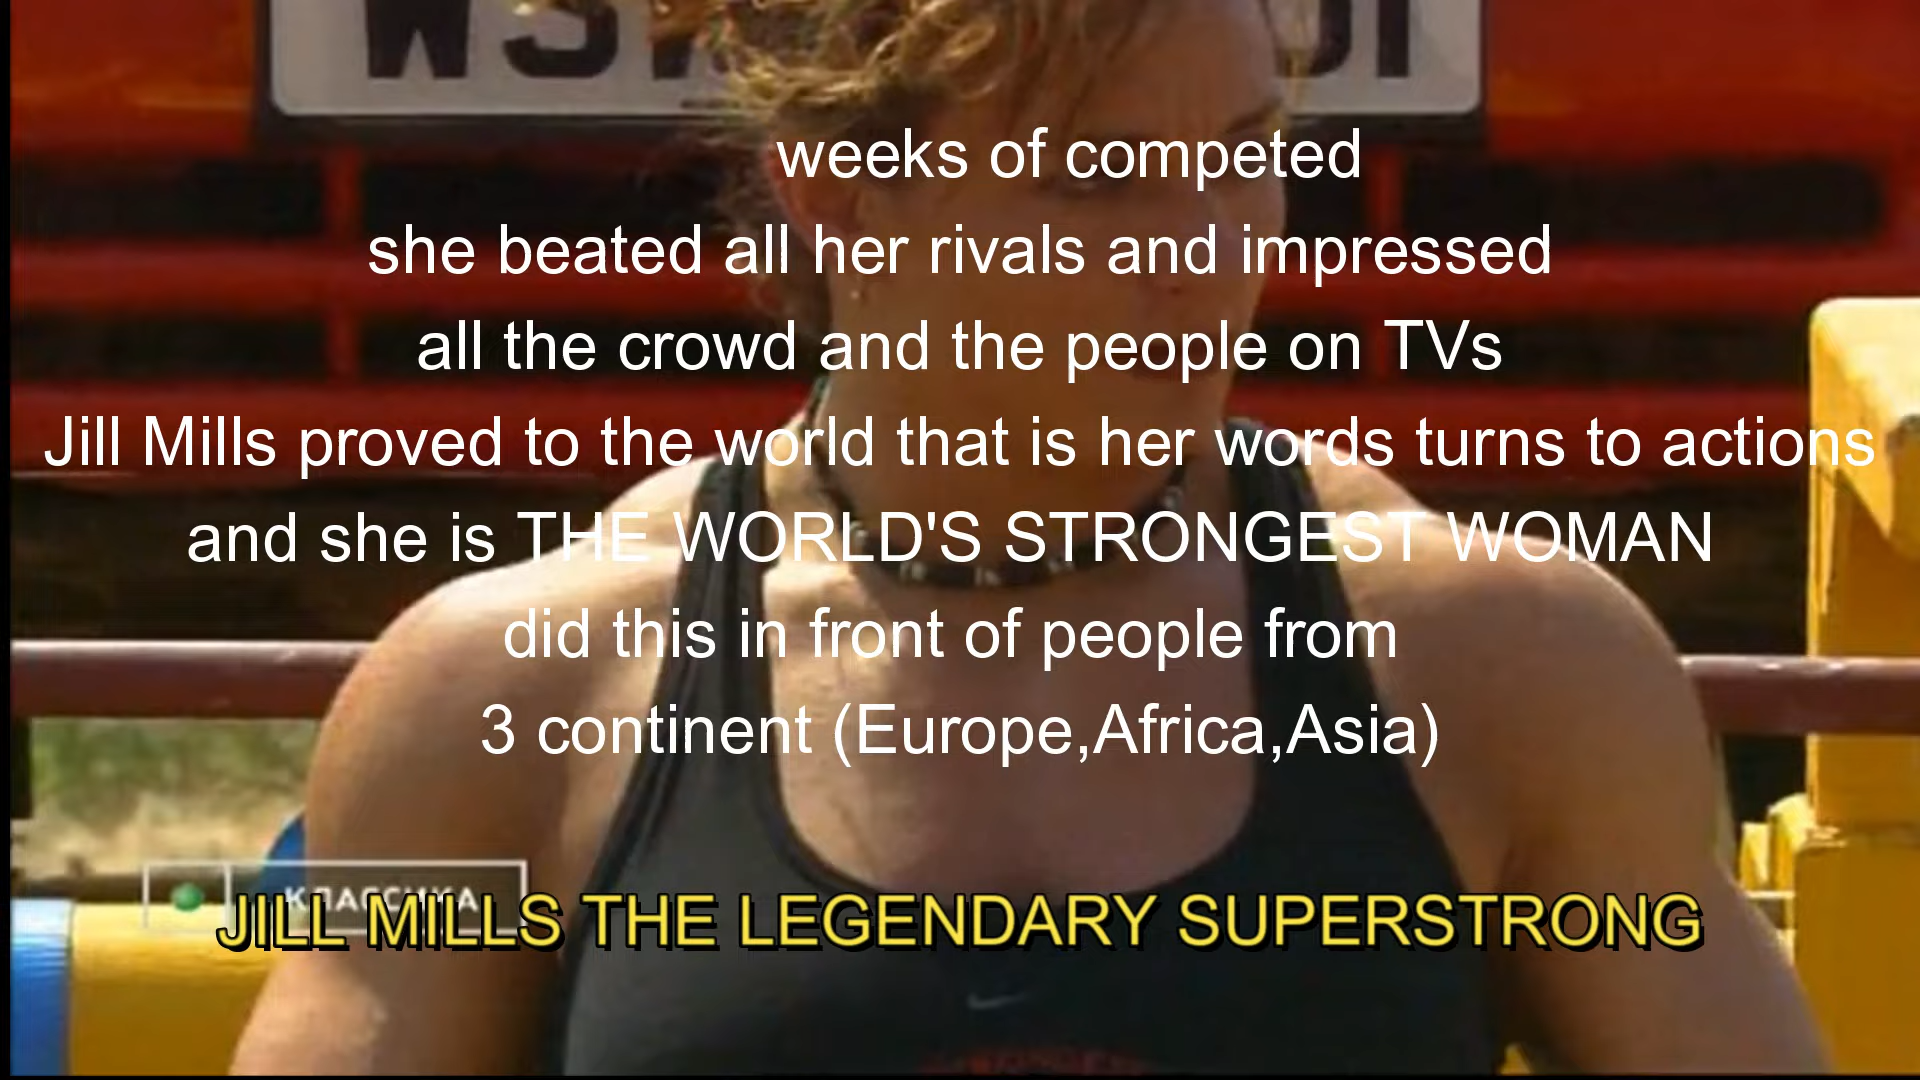 weeks of competed
she beated all her rivals and impressed
all the crowd and the people on TVs
Jill Mills proved to the world that is her words turns to actions
and she is THE WORLD'S STRONGEST WOMAN
did this in front of people from
3 continent (Europe,Africa,Asia)
КЛАССИКА
JILL MILLS THE LEGENDARY SUPERSTRONG